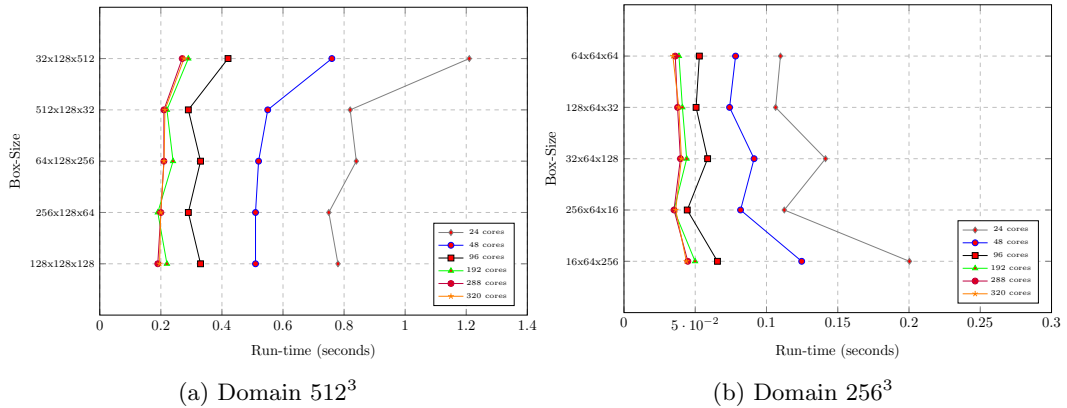 32x128x512
512x128x32
64x128x256
256x128x64
128x128x128
Box-Size
24 cores
48 cores
96 cores
192 cores
288 cores
320 cores
0 0.2 0.4 0.6 0.8 1 1.2 1.4
Run-time (seconds)
(a) Domain 512³
64x64x64
128x64x32
32x64x128
256x64x16
16x64x256
Box-Size
24 cores
48 cores
96 cores
192 cores
288 cores
320 cores
0 5 · 10⁻² 0.1 0.15 0.2 0.25 0.3
Run-time (seconds)
(b) Domain 256³